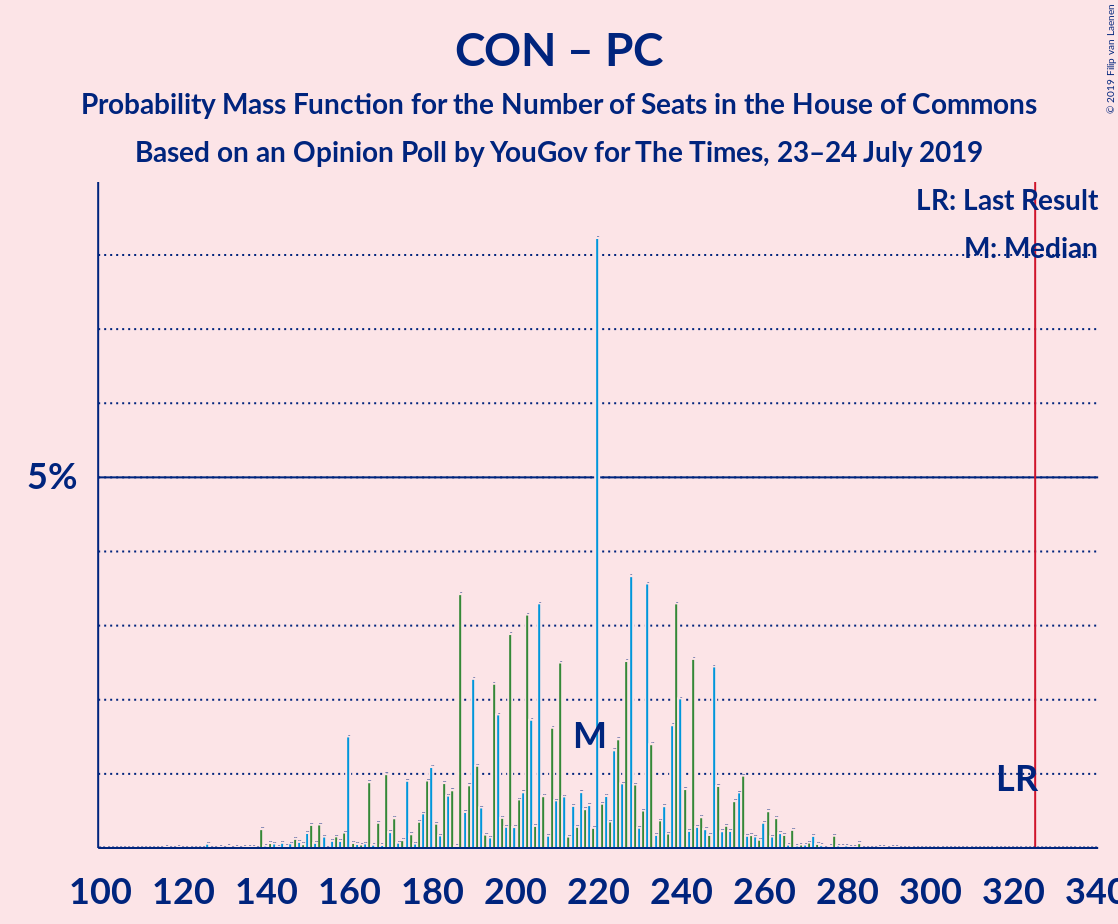 CON – PC
Probability Mass Function for the Number of Seats in the House of Commons
Based on an Opinion Poll by YouGov for The Times, 23–24 July 2019
© 2019 Filip van Laenen
LR: Last Result
M: Median
5%
M
LR
100 120 140 160 180 200 220 240 260 280 300 320 340